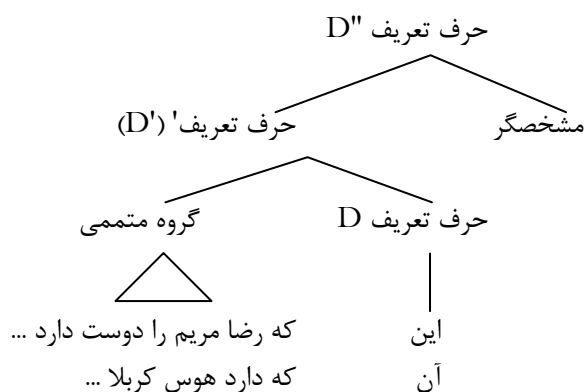 حرف تعریف D"
مشخصگر حرف تعریف' (D')
حرف تعریف D گروه متممی
این که رضا مریم را دوست دارد ...
آن که دارد هوس کربلا ...